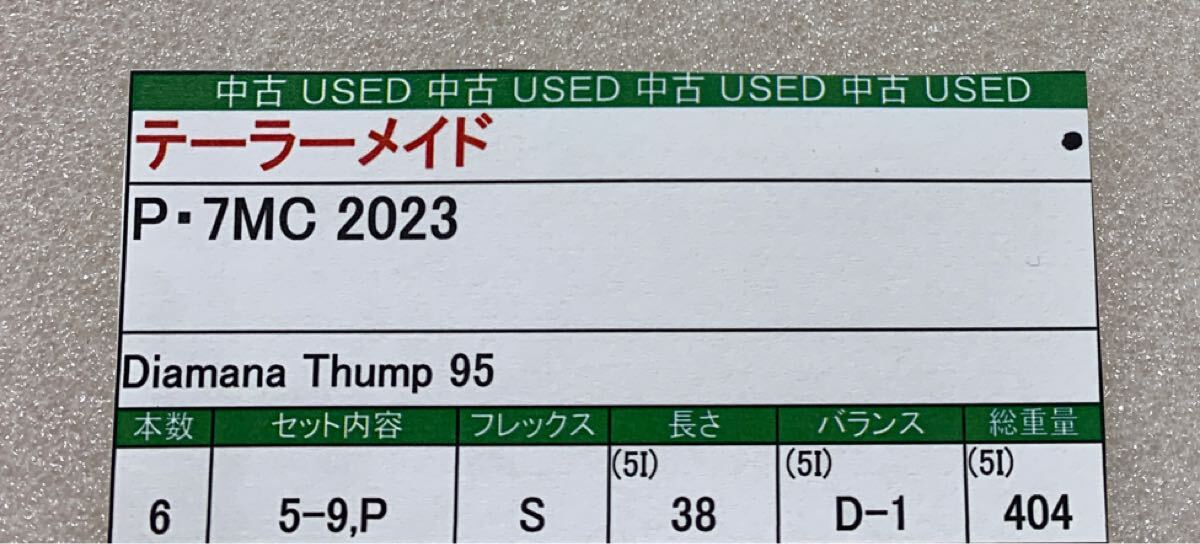 中古 USED 中古 USED 中古 USED 中古 USED
テーラーメイド
P・7MC 2023
Diamana Thump 95
本数 セット内容 フレックス 長さ バランス 総重量
(5I) (5I) (5I)
6 5-9,P S 38 D-1 404